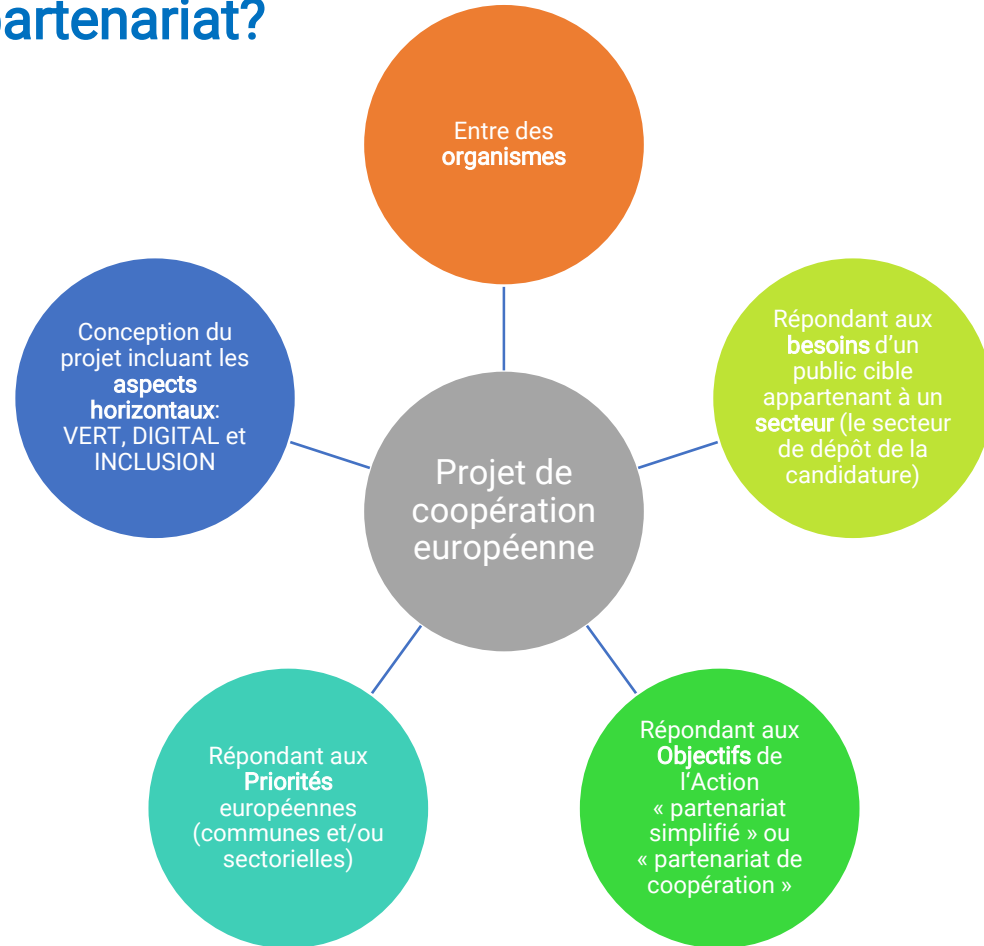 partenariat?
Entre des
organismes
Répondant aux
besoins d'un
public cible
appartenant à un
secteur (le secteur
de dépôt de la
candidature)
Répondant aux
Objectifs de
l'Action
« partenariat
simplifié » ou
« partenariat de
coopération »
Répondant aux
Priorités
européennes
(communes et/ou
sectorielles)
Conception du
projet incluant les
aspects
horizontaux:
VERT, DIGITAL et
INCLUSION
Projet de
coopération
européenne